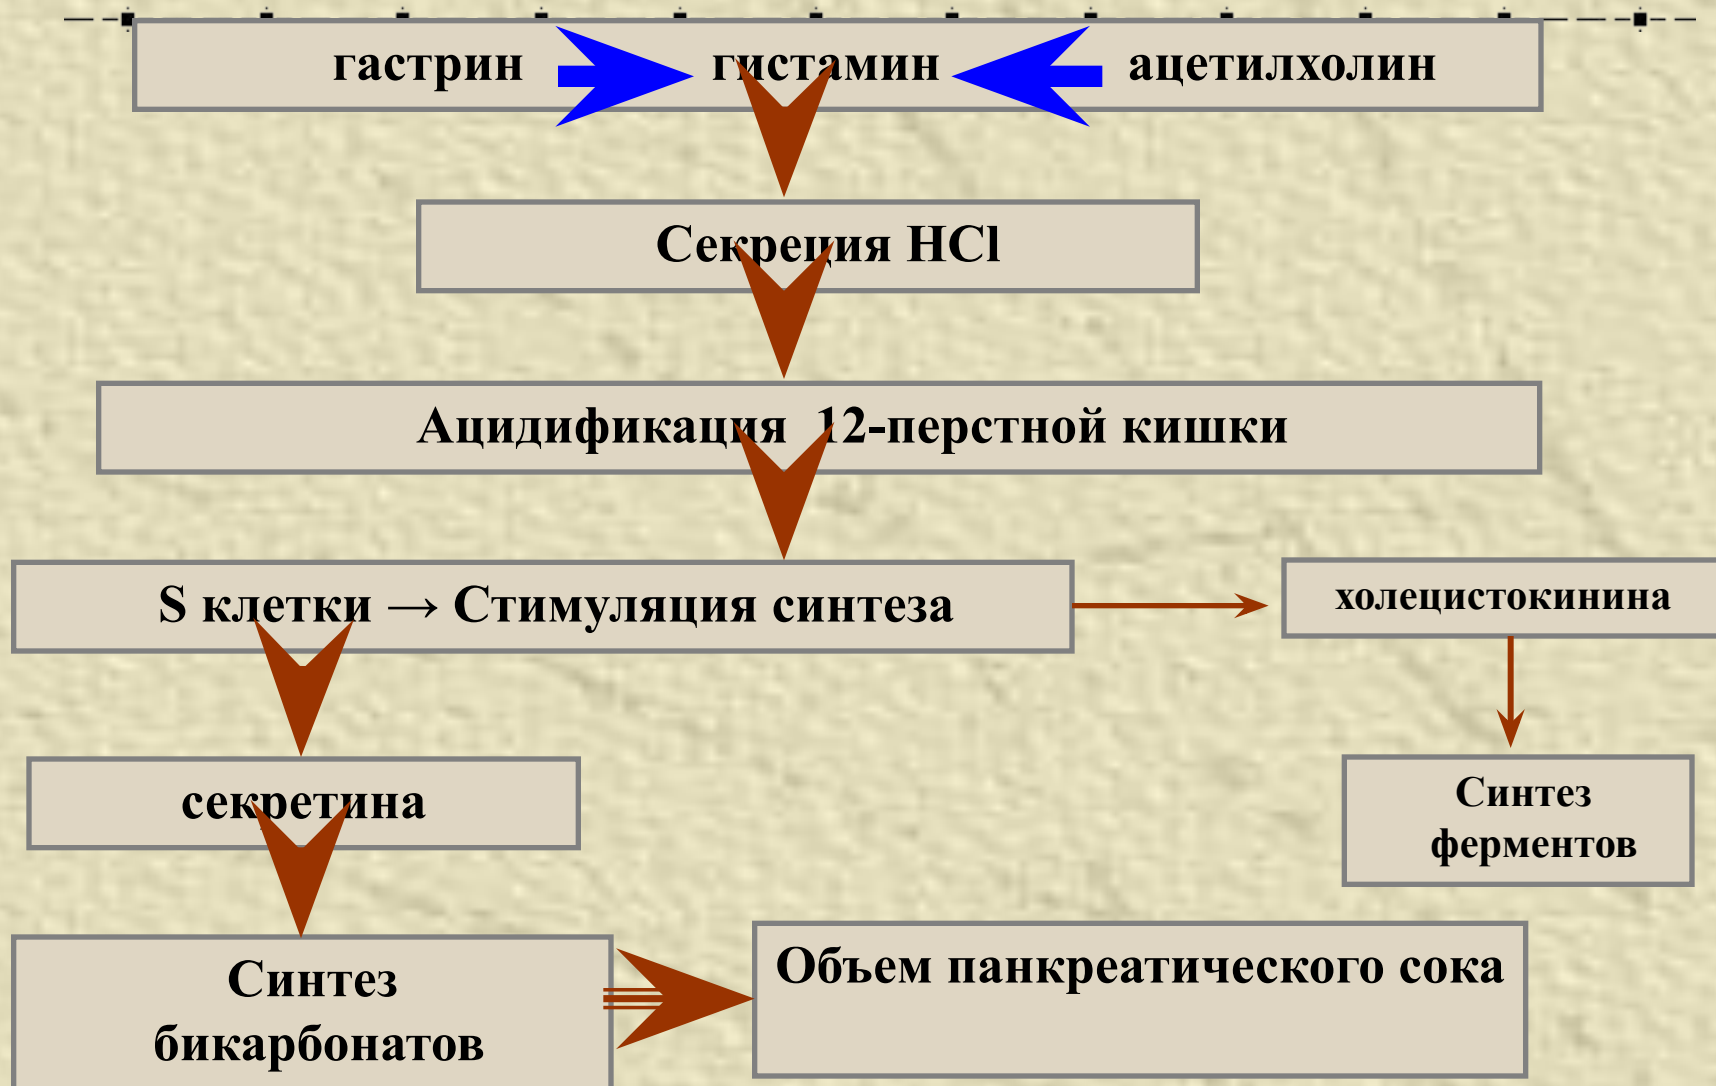 гастрин гистамин ацетилхолин
Секреция HCl
Ацидификация 12-перстной кишки
S клетки → Стимуляция синтеза
холецистокинина
секретина
Синтез
ферментов
Синтез
бикарбонатов
Объем панкреатического сока